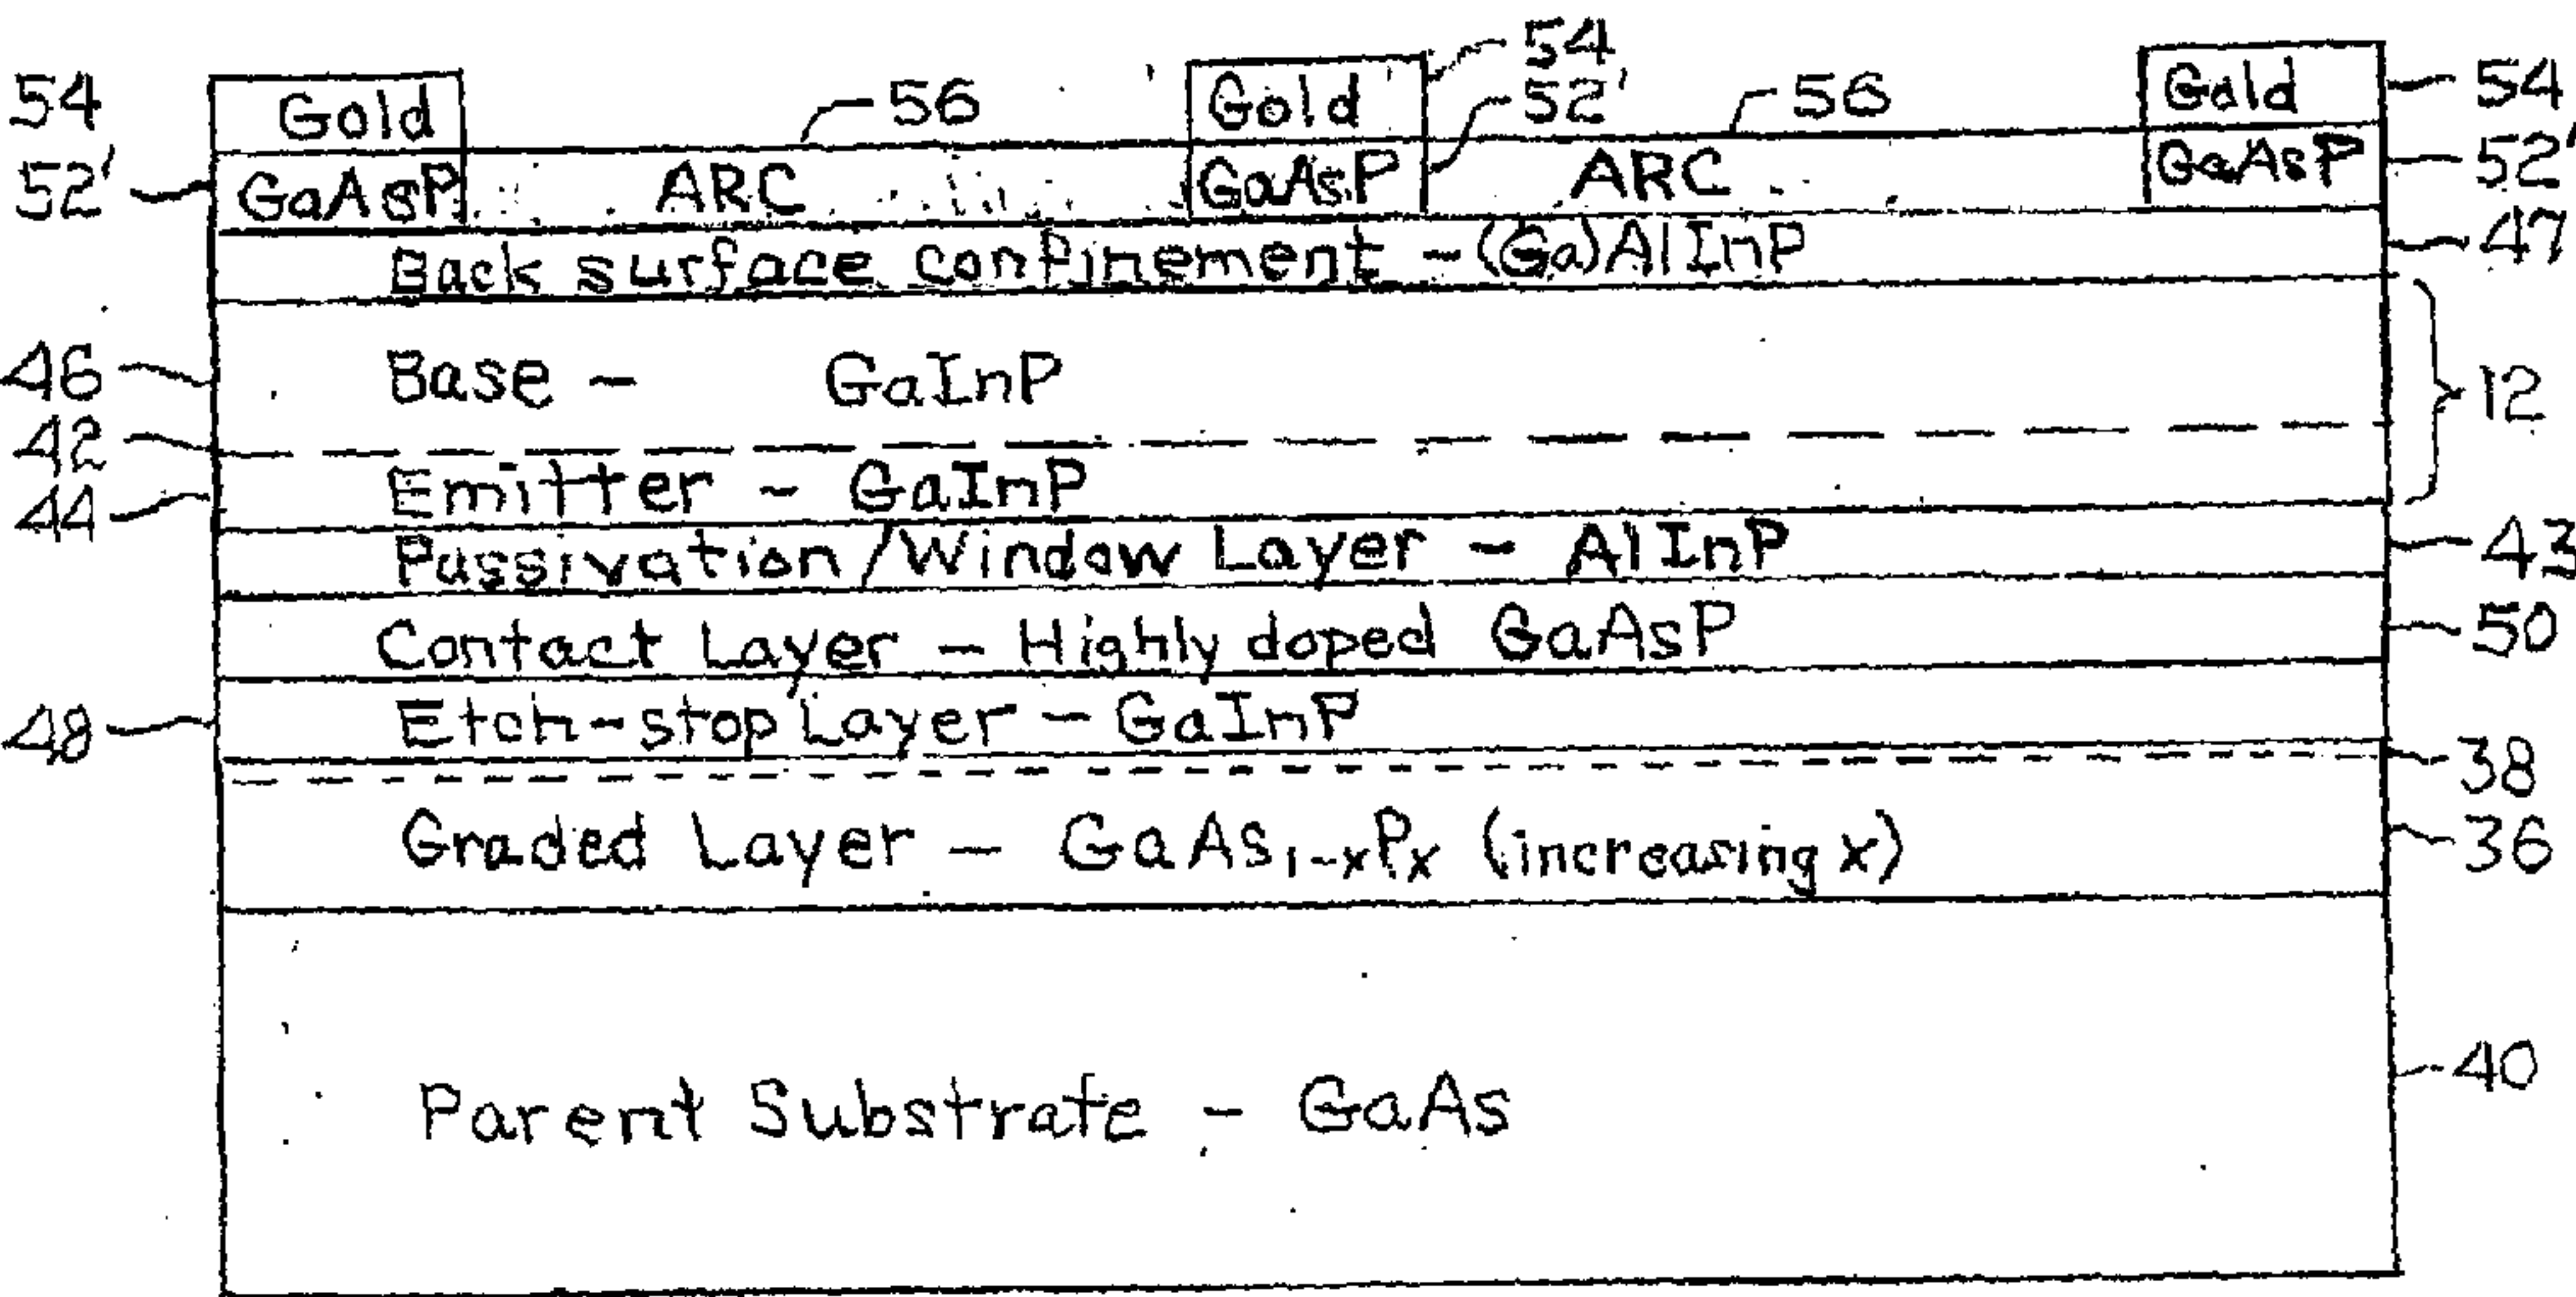 54 Gold 56 Gold 54 52' 56 Gold 54
52' GaAsP ARC GaAsP ARC GaAsP 52'
Back surface confinement - (Ga)AlInP 47
46 Base - GaInP 12
42
44 Emitter - GaInP
Passivation/Window Layer - AlInP 43
Contact Layer - Highly doped GaAsP 50
48 Etch-stop Layer - GaInP
38
Graded Layer - GaAs₁₋ₓPₓ (increasing x) 36
Parent Substrate - GaAs 40